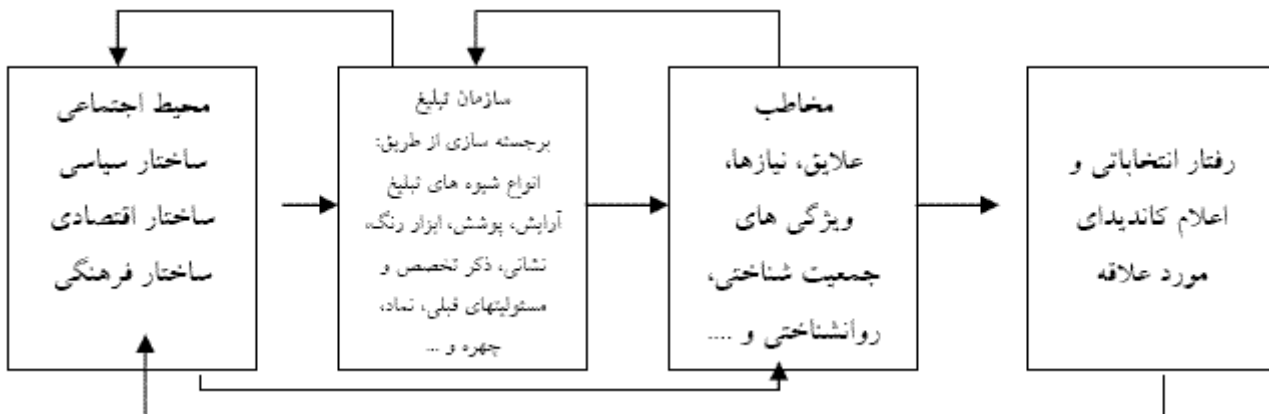 محیط اجتماعی
ساختار سیاسی
ساختار اقتصادی
ساختار فرهنگی
سازمان تبلیغ
برجسته سازی از طریق:
انواع شیوه های تبلیغ
آرایش، پوشش، ابزار رنگ،
نشانی، ذکر تخصص و
مسئولیتهای قبلی، نماد،
چهره و ...
مخاطب
علایق، نیازها،
ویژگی های
جمعیت شناختی،
روانشناختی و ....
رفتار انتخاباتی و
اعلام کاندیدای
مورد علاقه